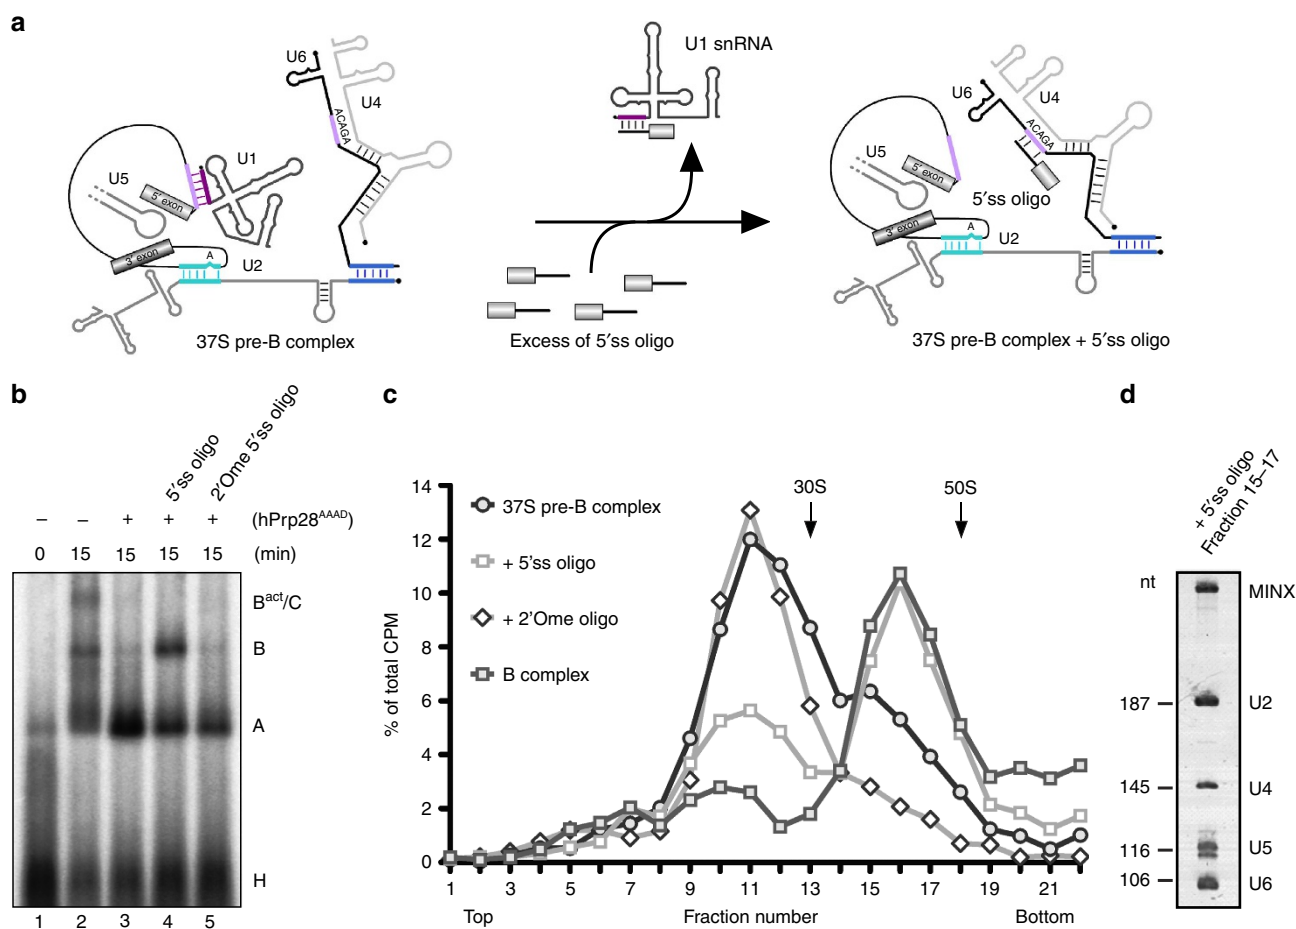 a
U6
U4
ACAGA
U1
U5
5′ exon
3′ exon
A
U2
37S pre-B complex
U1 snRNA
Excess of 5′ss oligo
U6
U4
ACAGA
U5
5′ exon
5′ss oligo
3′ exon
A
U2
37S pre-B complex + 5′ss oligo
b
5′ss oligo
2′Ome 5′ss oligo
– – + + + (hPrp28AAAD)
0 15 15 15 15 (min)
Bact/C
B
A
H
1 2 3 4 5
c
% of total CPM
14
12
10
8
6
4
2
0
37S pre-B complex
+ 5′ss oligo
+ 2′Ome oligo
B complex
30S
50S
1 3 5 7 9 11 13 15 17 19 21
Top Fraction number Bottom
d
+ 5′ss oligo
Fraction 15–17
nt
MINX
187 U2
145 U4
116 U5
106 U6